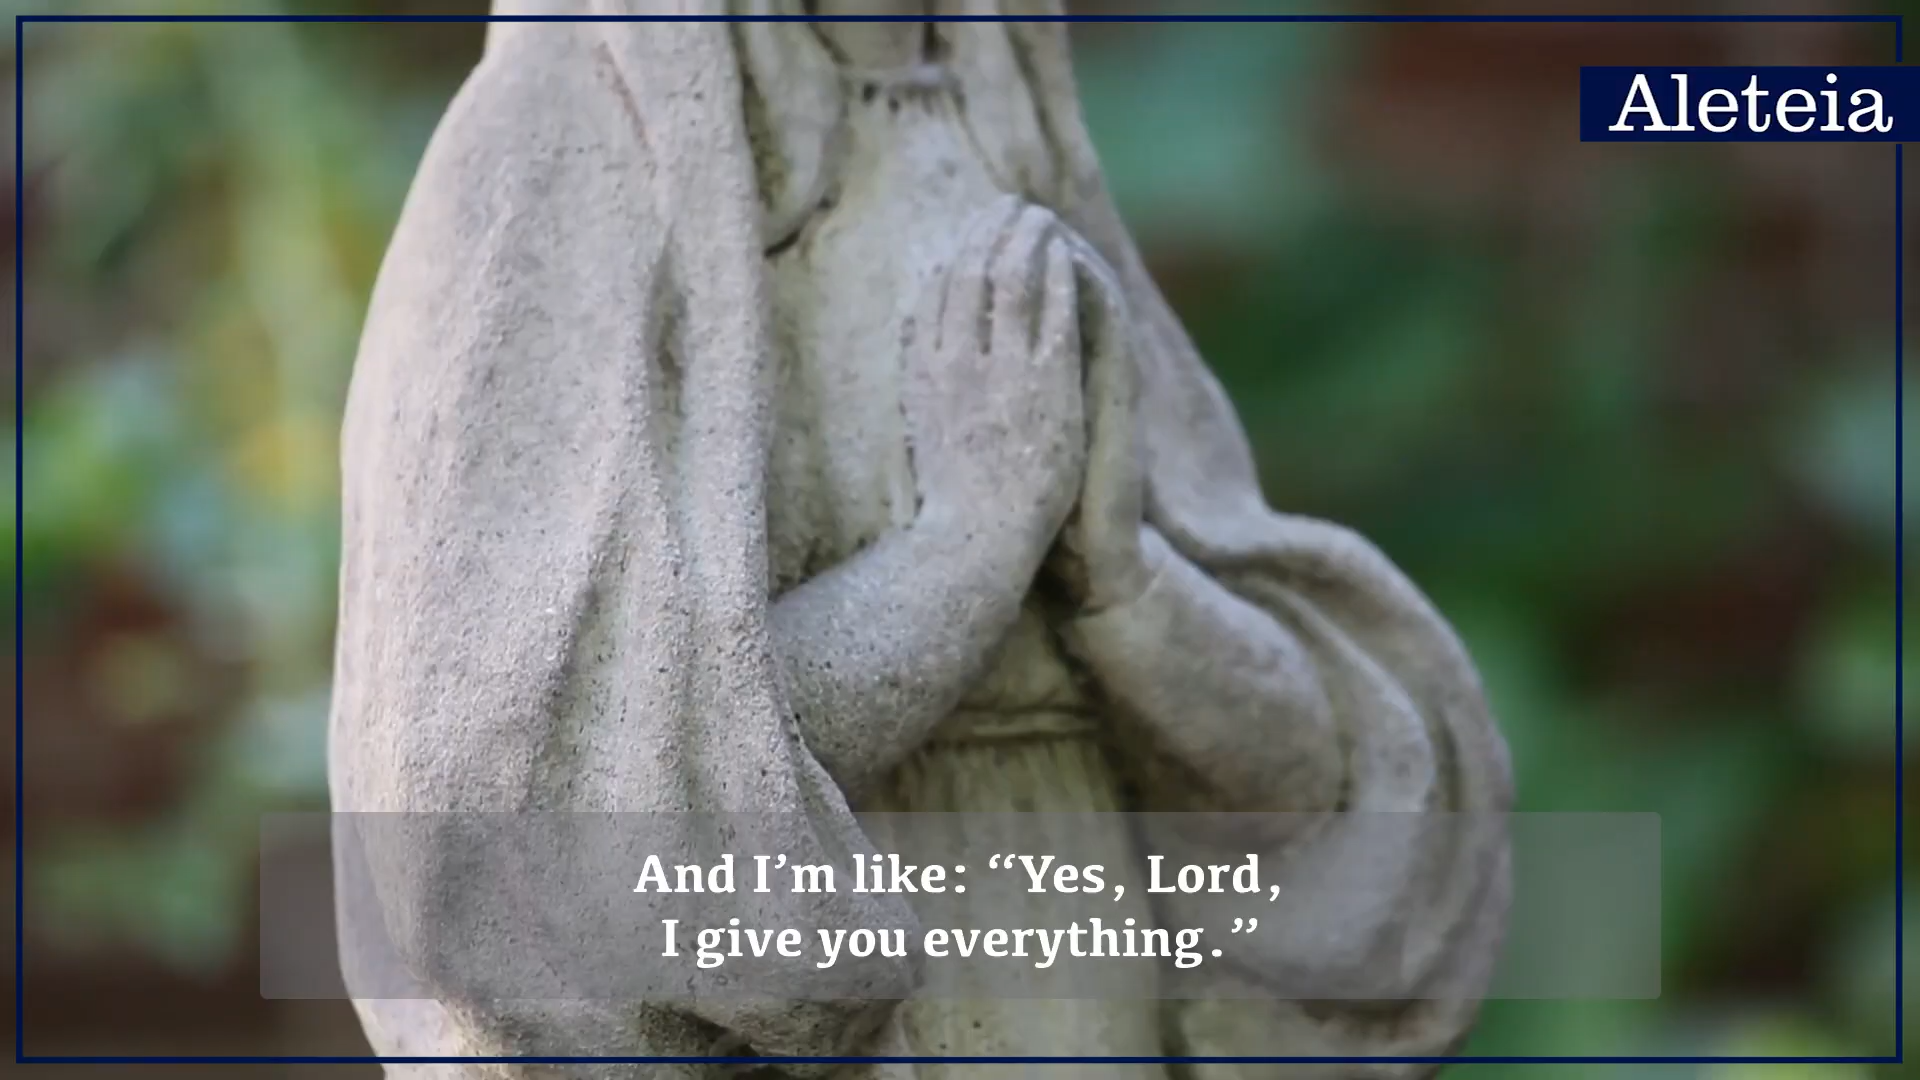 Aleteia
And I’m like: “Yes, Lord,
I give you everything.”